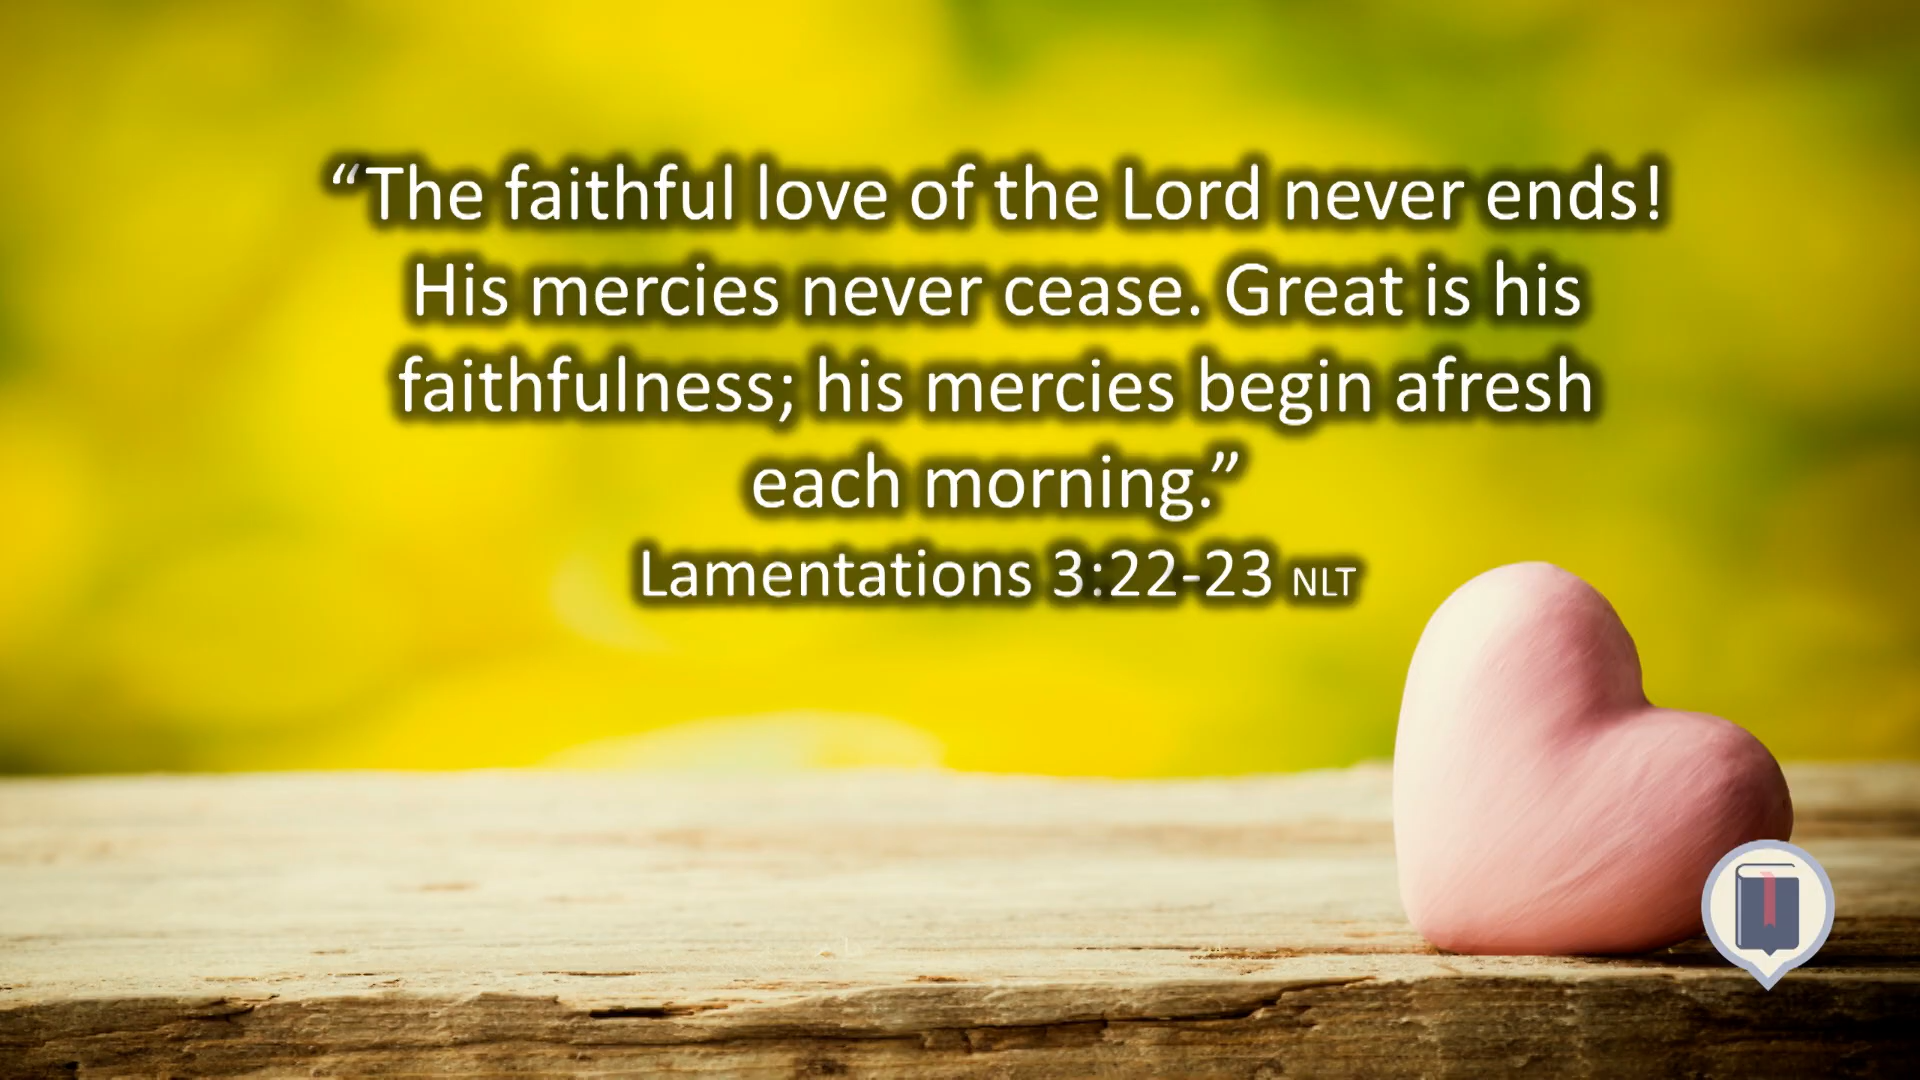 “The faithful love of the Lord never ends!
His mercies never cease. Great is his
faithfulness; his mercies begin afresh
each morning.”
Lamentations 3:22-23 NLT